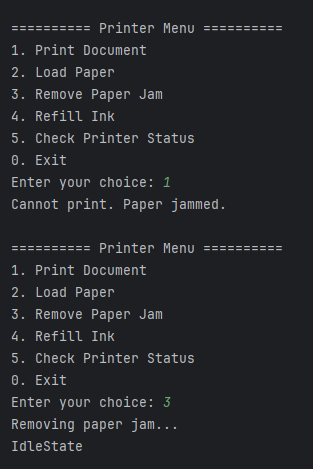 ========== Printer Menu ==========
1. Print Document
2. Load Paper
3. Remove Paper Jam
4. Refill Ink
5. Check Printer Status
0. Exit
Enter your choice: 1
Cannot print. Paper jammed.
========== Printer Menu ==========
1. Print Document
2. Load Paper
3. Remove Paper Jam
4. Refill Ink
5. Check Printer Status
0. Exit
Enter your choice: 3
Removing paper jam...
IdleState